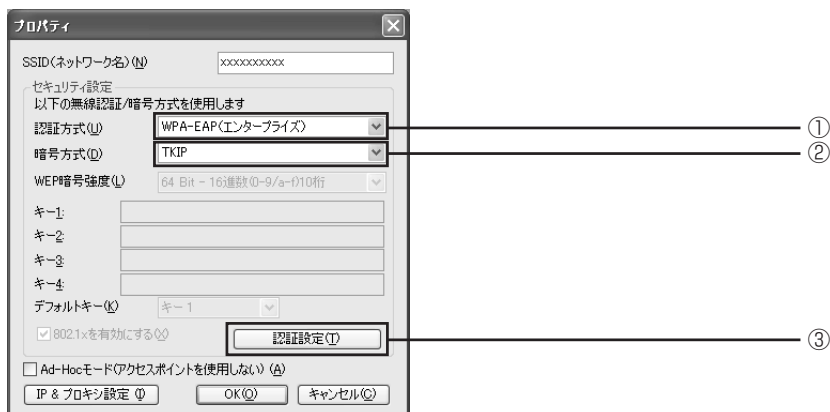 プロパティ
SSID(ネットワーク名)(N) xxxxxxxxxx
セキュリティ設定
以下の無線認証/暗号方式を使用します
認証方式(U) WPA-EAP(エンタープライズ) ①
暗号方式(D) TKIP ②
WEP暗号強度(L) 64 Bit - 16進数(0-9/a-f)10桁
キー1:
キー2:
キー3:
キー4:
デフォルトキー(K) キー 1
802.1xを有効にする(X) 認証設定(T) ③
Ad-Hocモード(アクセスポイントを使用しない) (A)
IP & プロキシ設定 (I) OK(O) キャンセル(C)